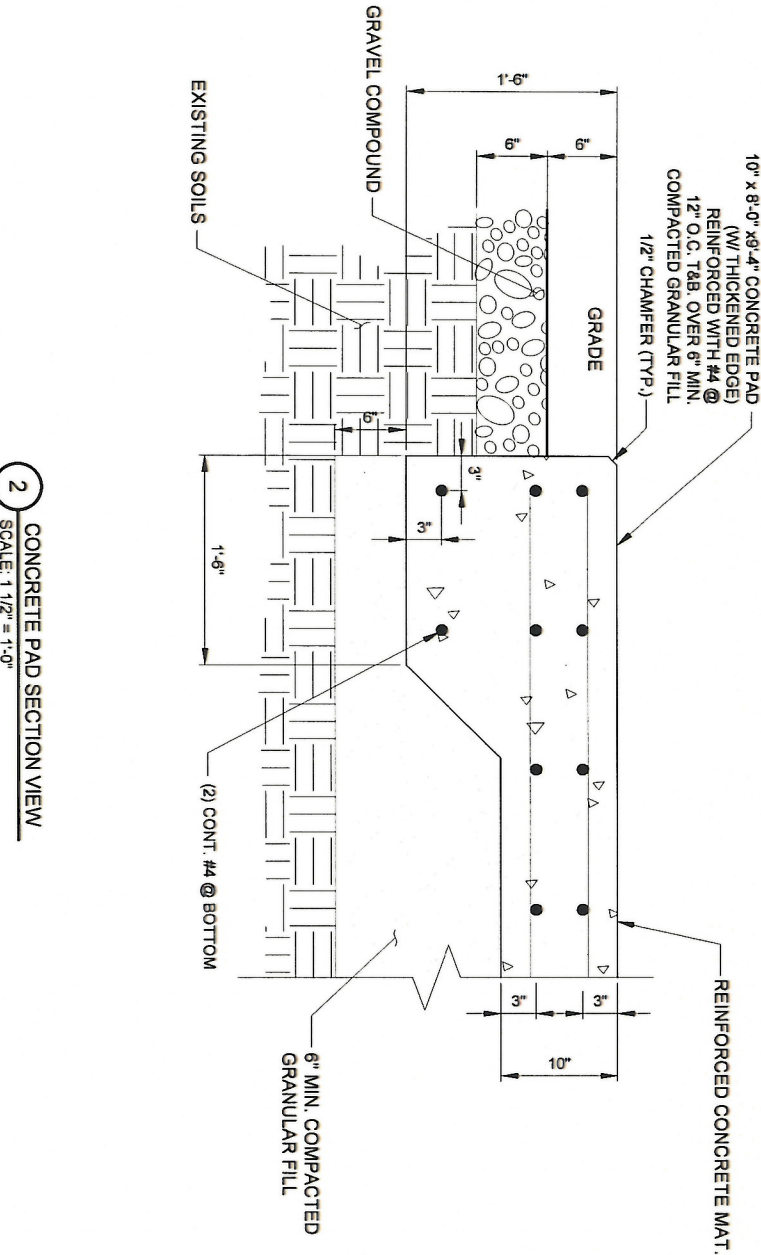 10" x 8'-0" x9'-4" CONCRETE PAD
(W/ THICKENED EDGE)
REINFORCED WITH #4 @
12" O.C. T&B. OVER 6" MIN.
COMPACTED GRANULAR FILL
1/2" CHAMFER (TYP.)
REINFORCED CONCRETE MAT.
GRADE
1'-6"
6"
6"
GRAVEL COMPOUND
EXISTING SOILS
6"
3"
3"
1'-6"
3"
3"
10"
(2) CONT. #4 @ BOTTOM
6" MIN. COMPACTED
GRANULAR FILL
2
CONCRETE PAD SECTION VIEW
SCALE: 1 1/2" = 1'-0"